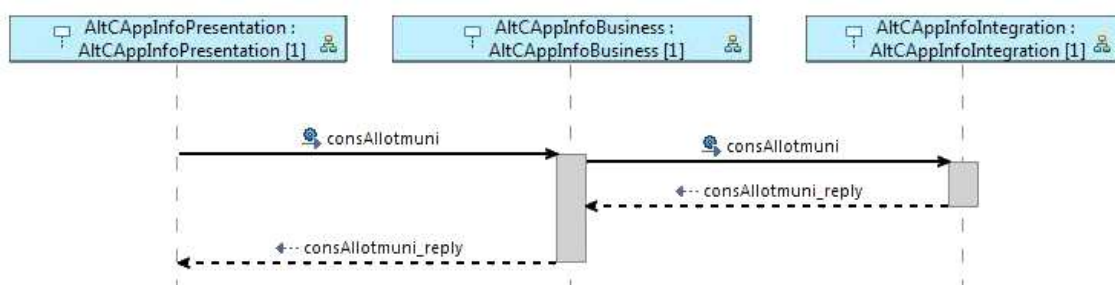 AltCAppInfoPresentation :
AltCAppInfoPresentation [1]
AltCAppInfoBusiness :
AltCAppInfoBusiness [1]
AltCAppInfoIntegration :
AltCAppInfoIntegration [1]
consAllotmuni
consAllotmuni
consAllotmuni_reply
consAllotmuni_reply